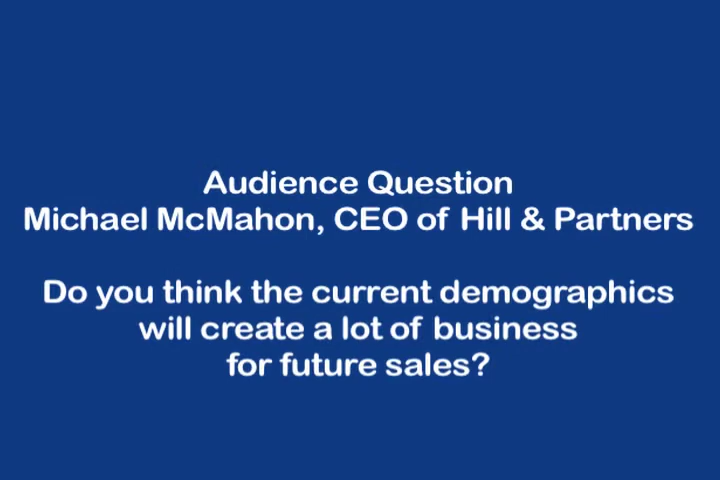 Audience Question
Michael McMahon, CEO of Hill & Partners
Do you think the current demographics
will create a lot of business
for future sales?